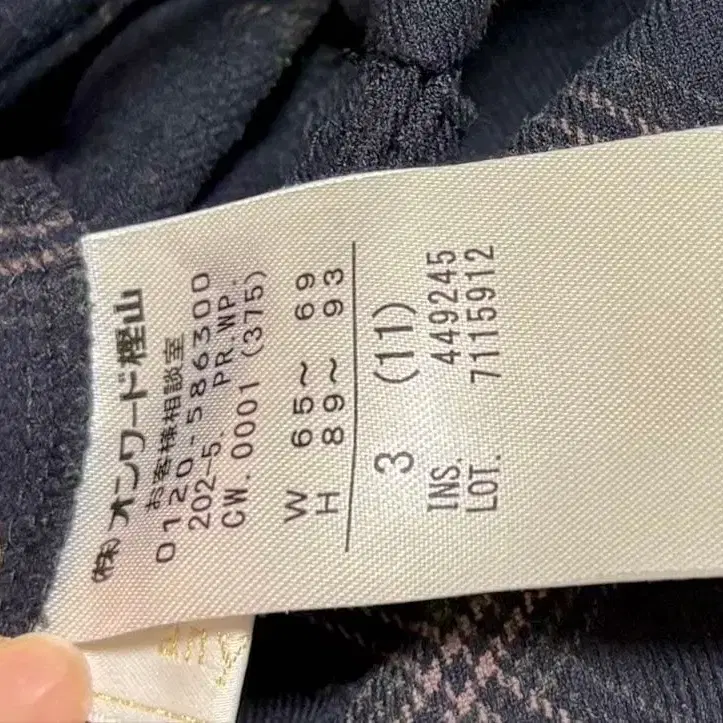 (株)オンワード樫山
お客様相談室
0120-586300
202-5. PR.WP.
CW.0001(375)
W 65～ 69
H 89～ 93
3 (11)
INS. 449245
LOT. 7115912